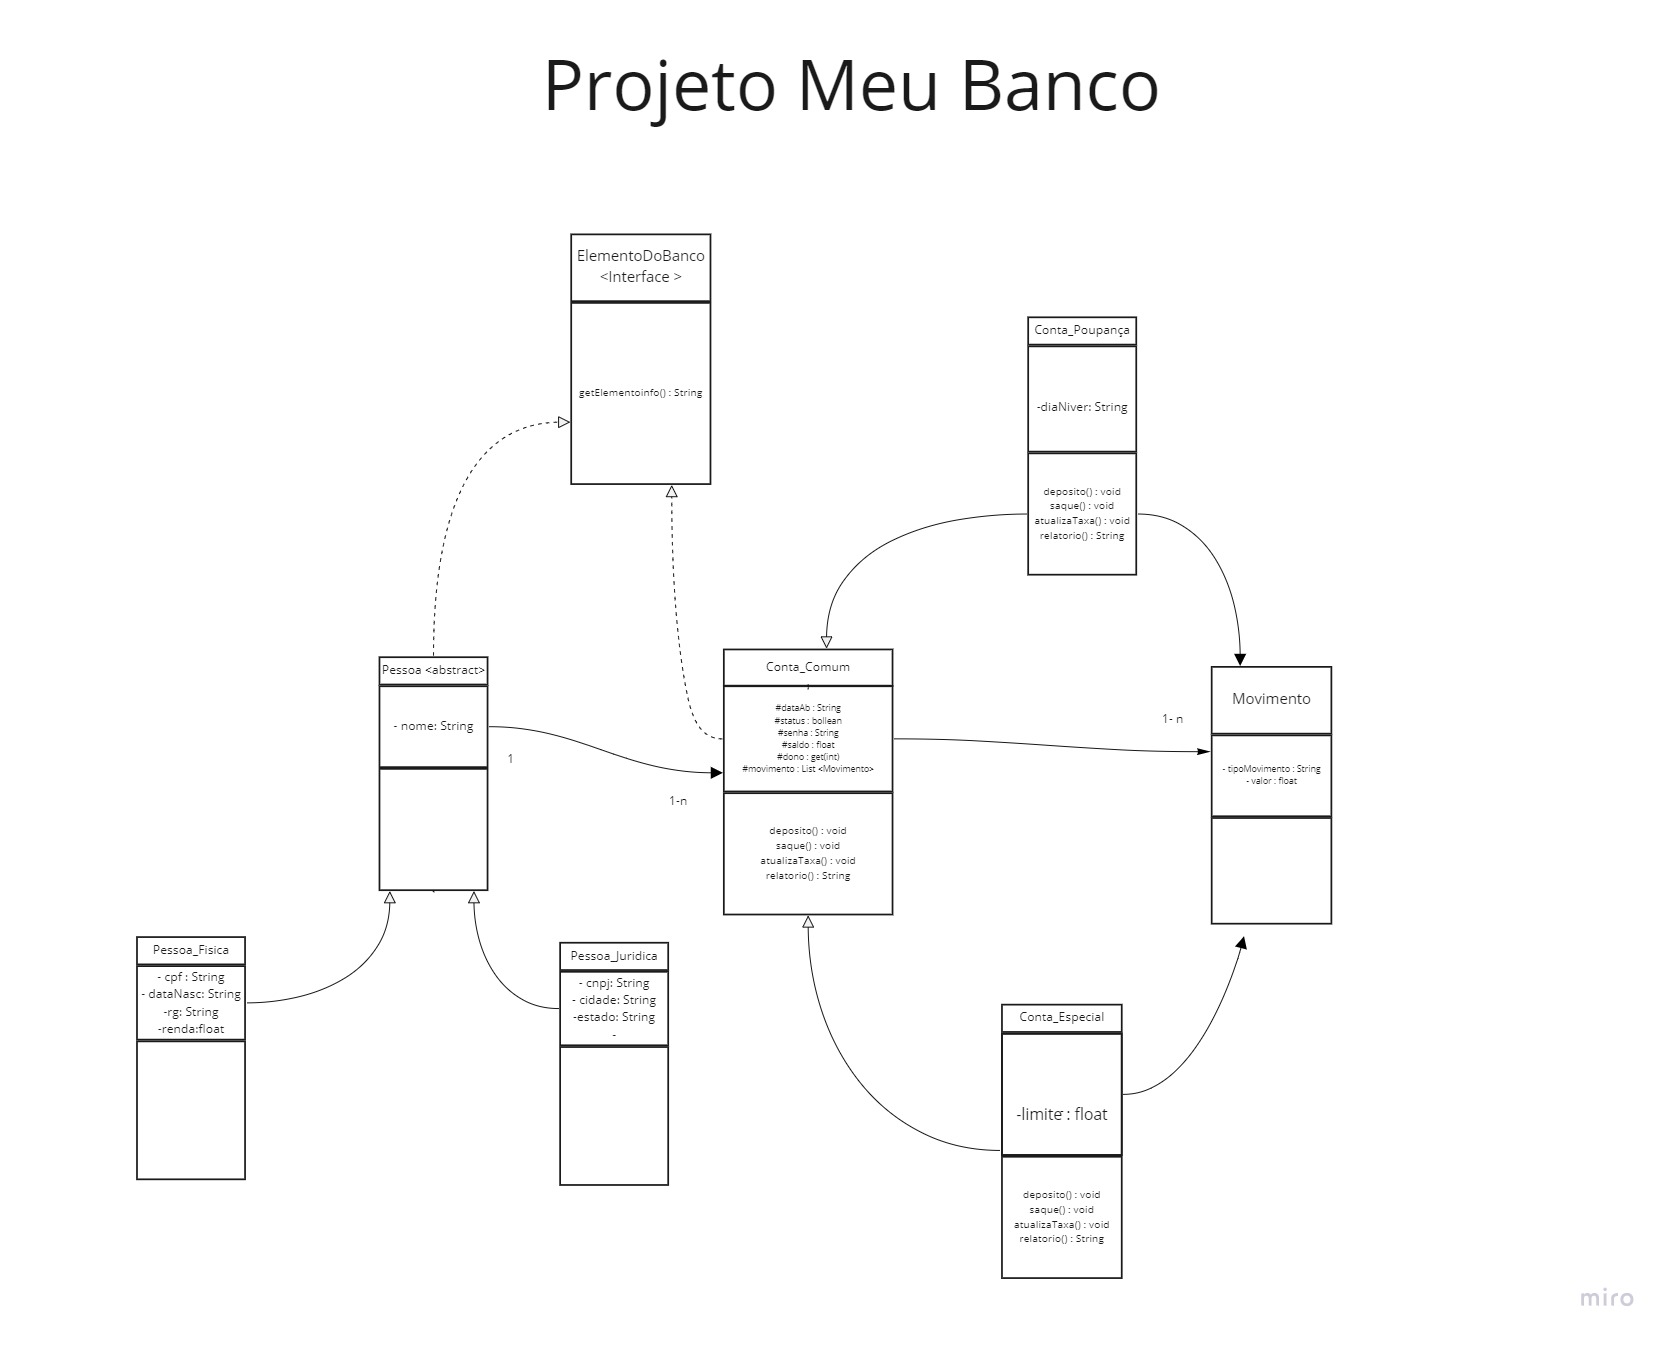 Projeto Meu Banco
ElementoDoBanco
<Interface >
getElementoinfo() : String
Conta_Poupança
-diaNiver: String
deposito() : void
saque() : void
atualizaTaxa() : void
relatorio() : String
Pessoa <abstract>
- nome: String
1
1-n
Conta_Comum
#dataAb : String
#status : bollean
#senha : String
#saldo : float
#dono : get(int)
#movimento : List <Movimento>
deposito() : void
saque() : void
atualizaTaxa() : void
relatorio() : String
1- n
Movimento
- tipoMovimento : String
- valor : float
Pessoa_Fisica
- cpf : String
- dataNasc: String
-rg: String
-renda:float
Pessoa_Juridica
- cnpj: String
- cidade: String
-estado: String
-
Conta_Especial
-limite : float
deposito() : void
saque() : void
atualizaTaxa() : void
relatorio() : String
miro